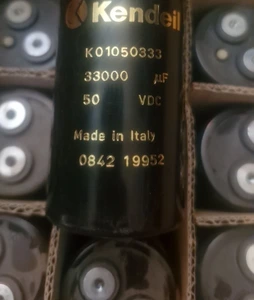 Kendeil
K01050333
33000 µF
50 VDC
Made in Italy
0842 19952